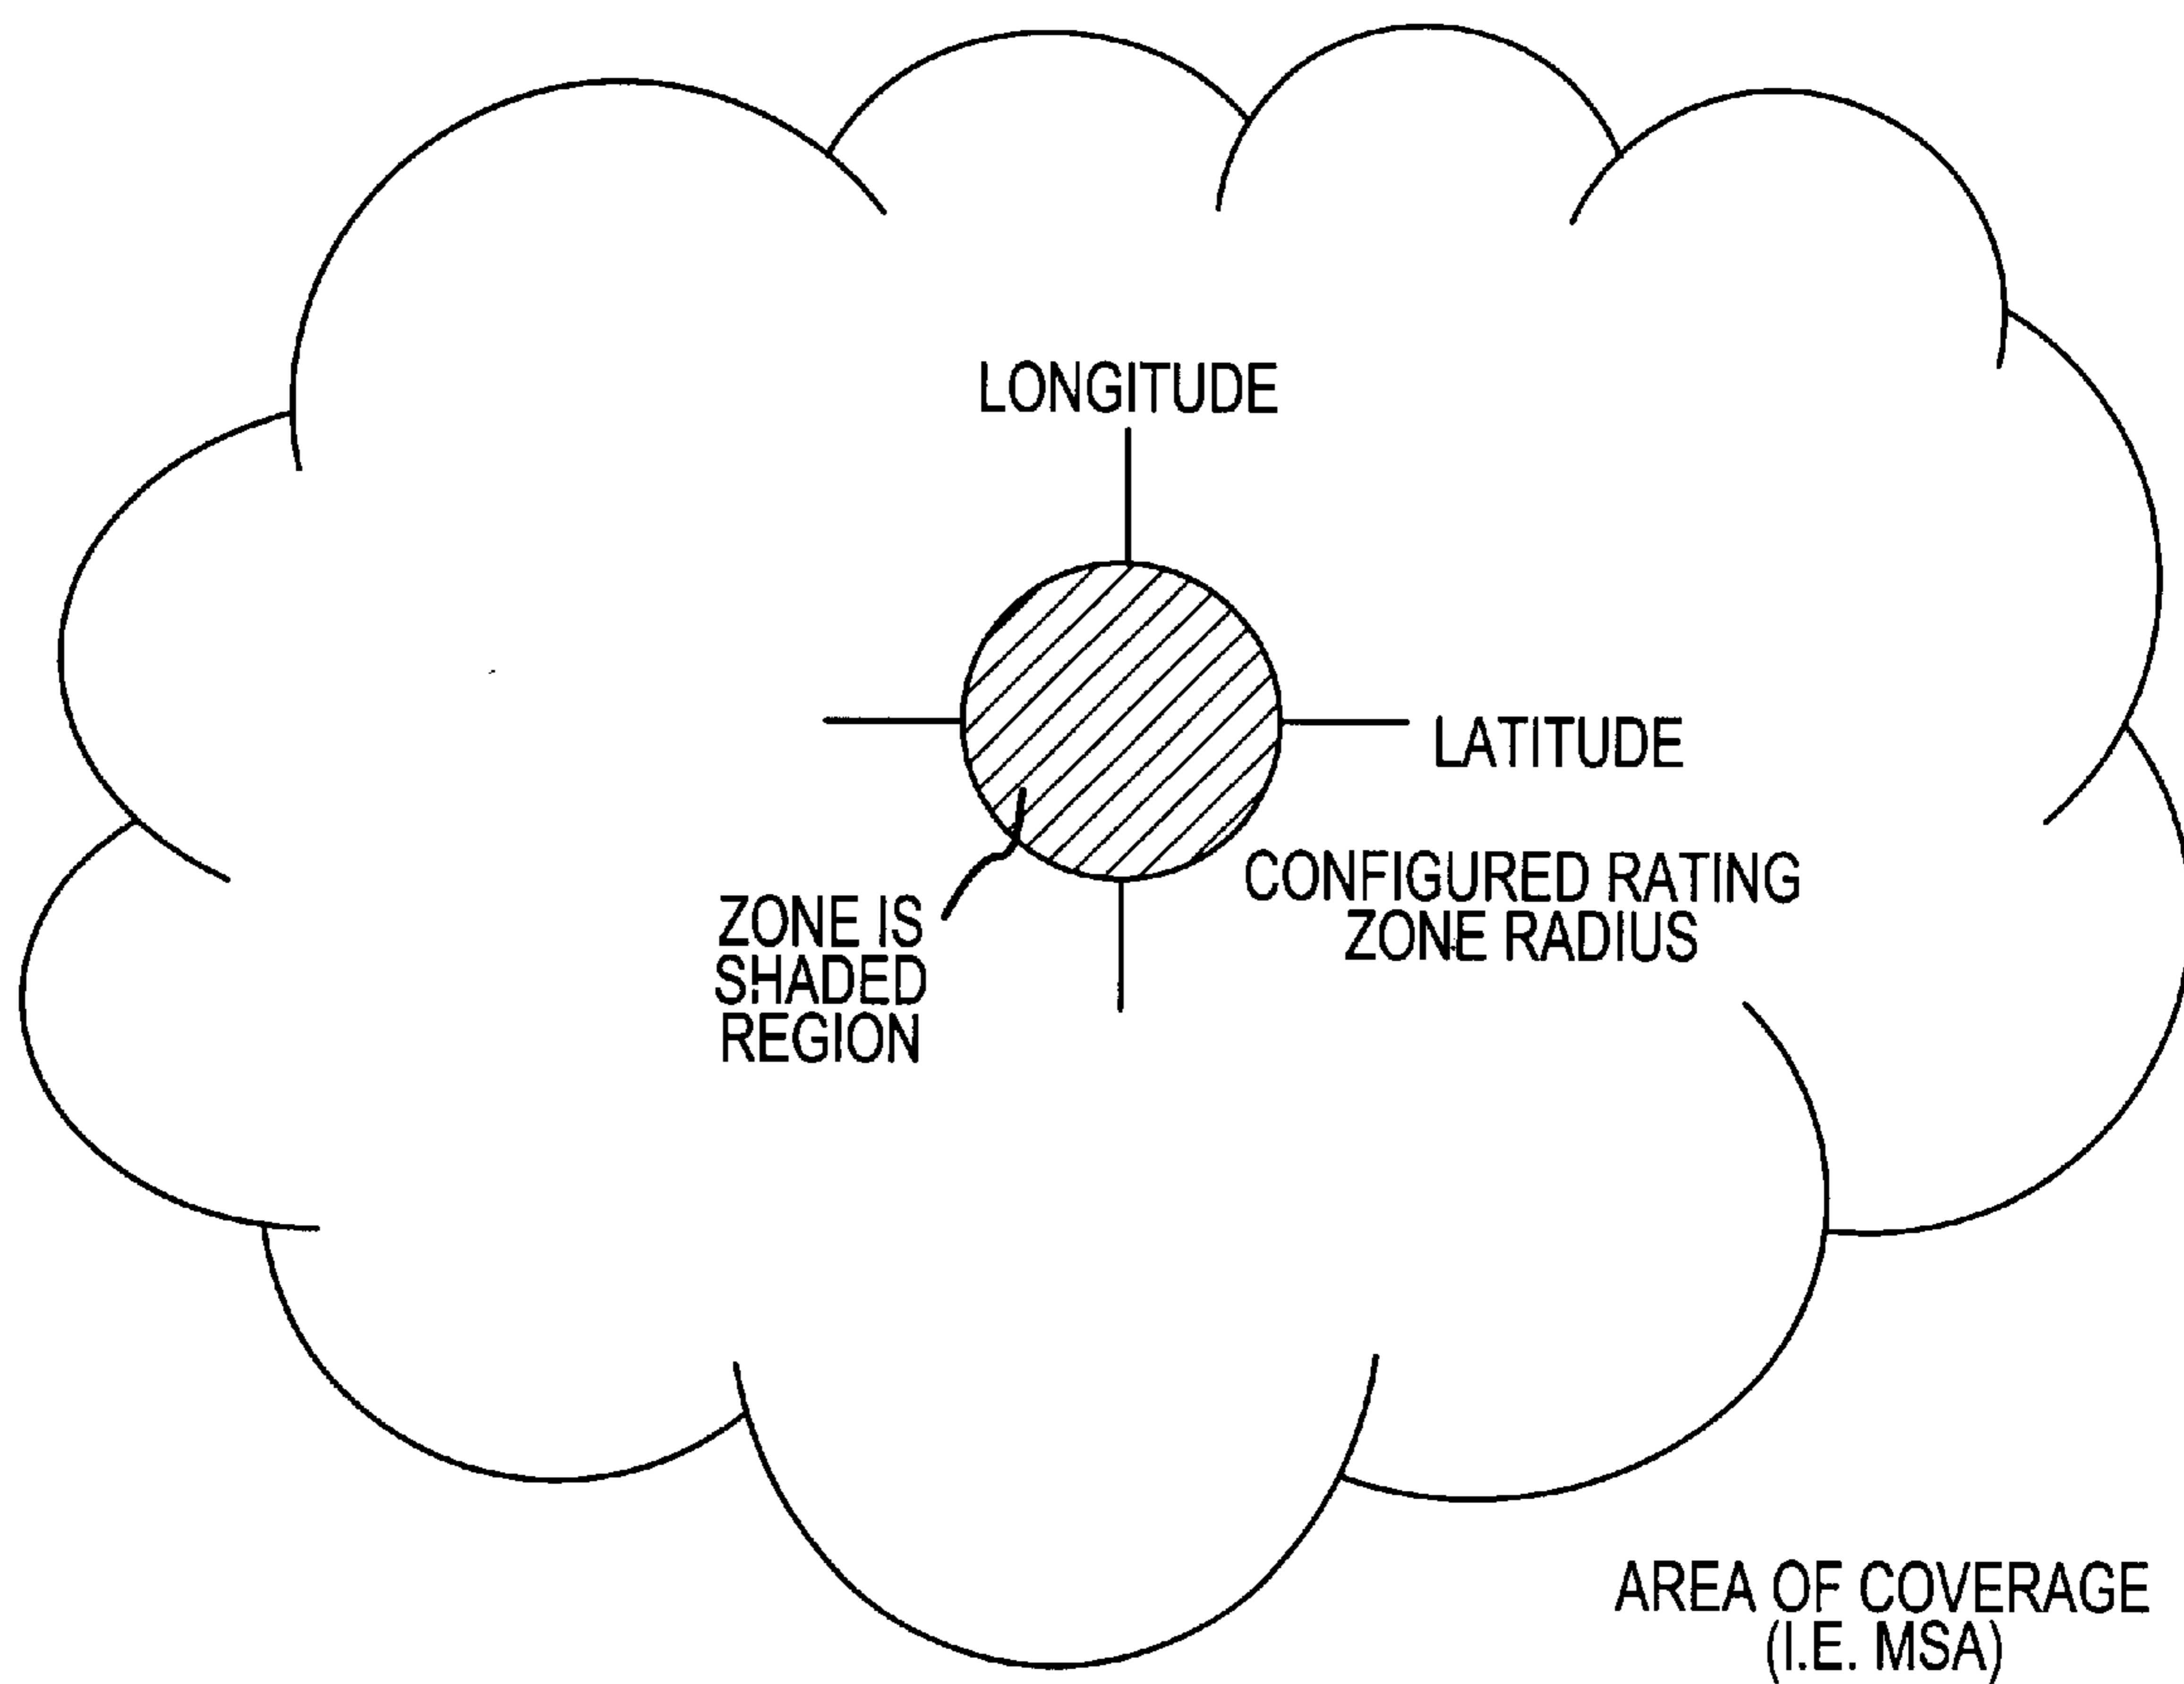 LONGITUDE
LATITUDE
CONFIGURED RATING
ZONE RADIUS
ZONE IS
SHADED
REGION
AREA OF COVERAGE
(I.E. MSA)